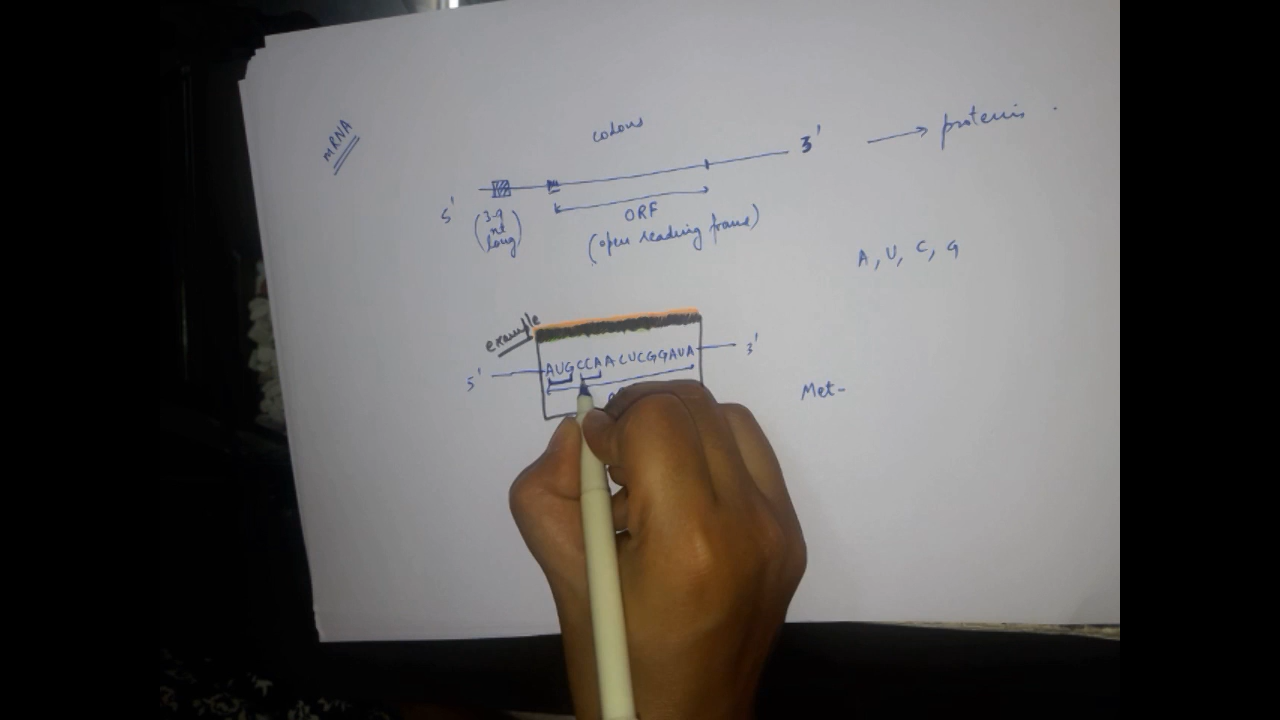 mRNA
codons
5' 3' → proteins.
(3-9 nt long)
ORF
(open reading frame)
A, U, C, G
example
5' AUGCCAACUCGGAUA 3'
Met-